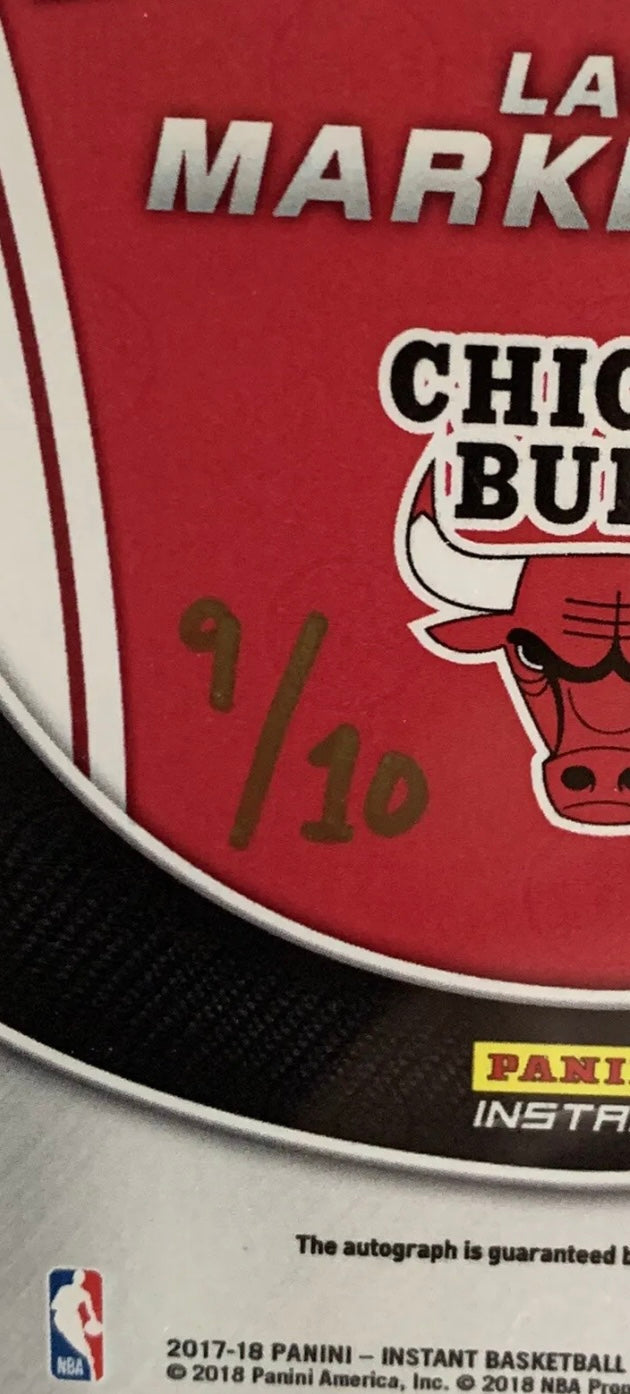 LA
MARK
CHIC
BUL
9/10
PANI
INSTA
The autograph is guaranteed b
NBA
2017-18 PANINI – INSTANT BASKETBALL
© 2018 Panini America, Inc. © 2018 NBA Prop